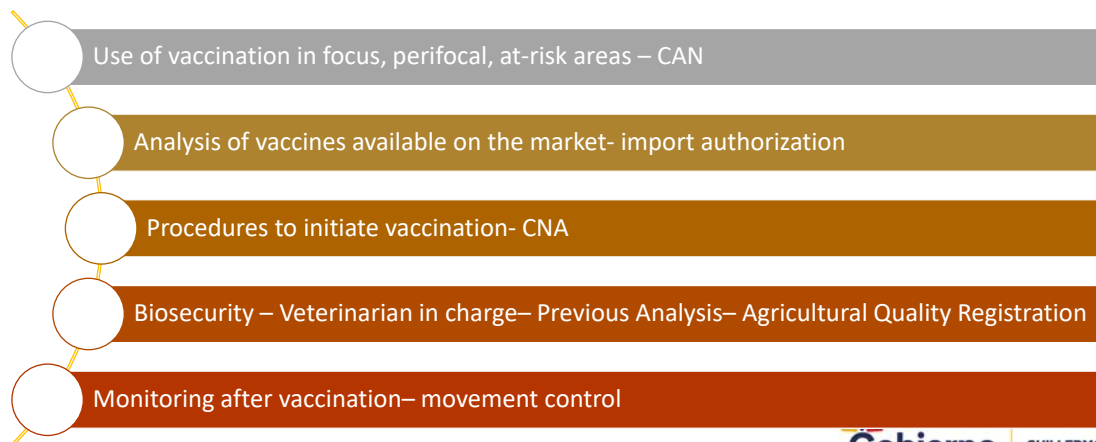 Use of vaccination in focus, perifocal, at-risk areas – CAN
Analysis of vaccines available on the market- import authorization
Procedures to initiate vaccination- CNA
Biosecurity – Veterinarian in charge– Previous Analysis– Agricultural Quality Registration
Monitoring after vaccination– movement control